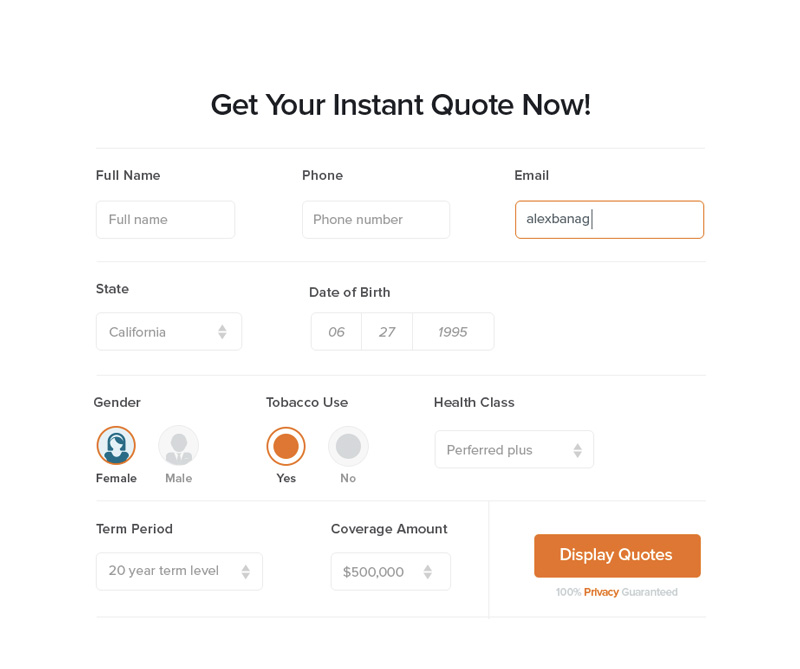 Get Your Instant Quote Now!
Full Name
Phone
Email
Full name
Phone number
alexbanag
State
Date of Birth
California
06
27
1995
Gender
Tobacco Use
Health Class
Perferred plus
Female
Male
Yes
No
Term Period
Coverage Amount
20 year term level
$500,000
Display Quotes
100% Privacy Guaranteed